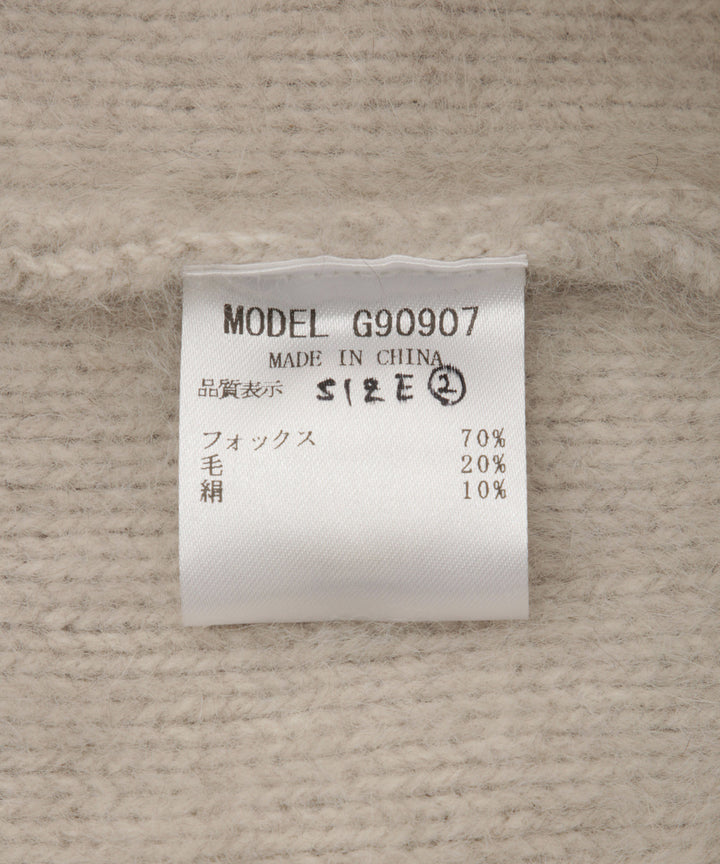 MODEL G90907
MADE IN CHINA
品質表示 SIZE ②
フォックス 70%
毛 20%
絹 10%